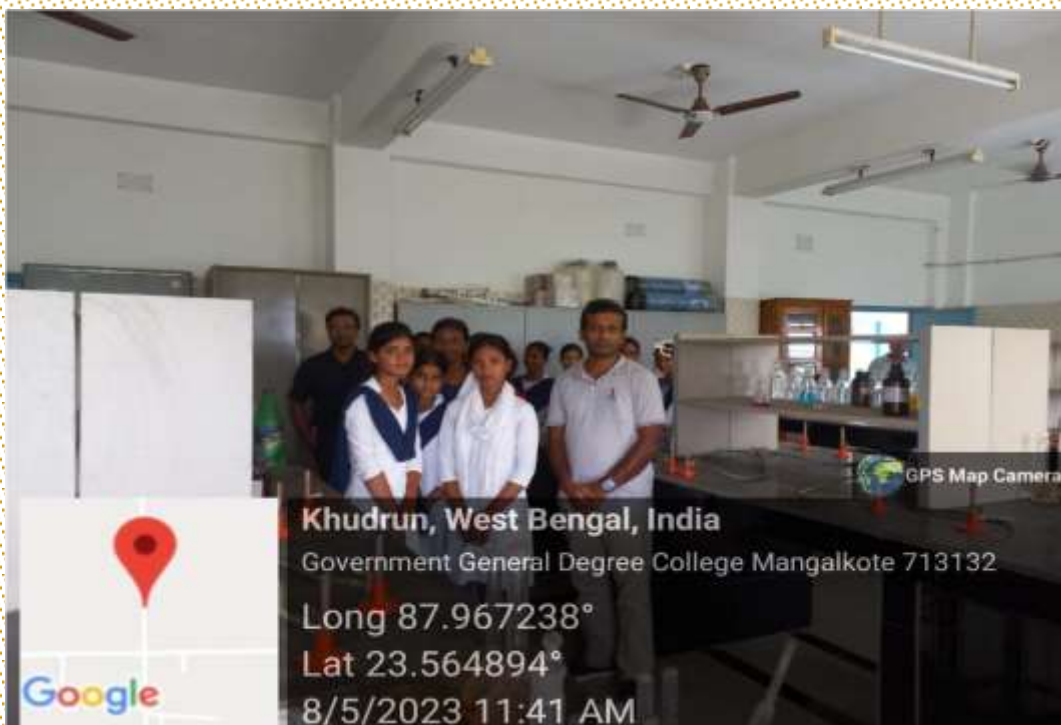 GPS Map Camera
Khudrun, West Bengal, India
Government General Degree College Mangalkote 713132
Long 87.967238°
Lat 23.564894°
8/5/2023 11:41 AM
Google